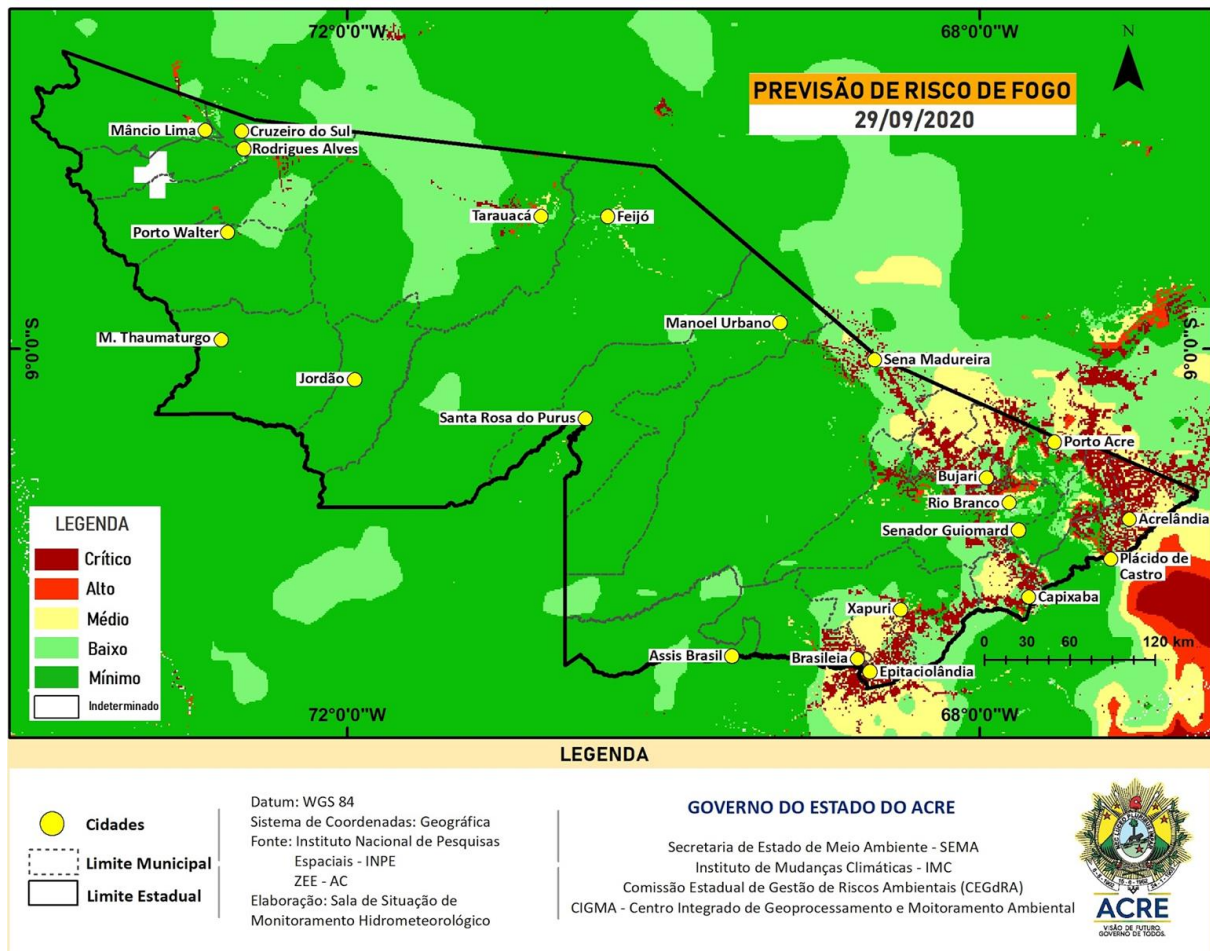 72°0'0"W
68°0'0"W
N
PREVISÃO DE RISCO DE FOGO
29/09/2020
Mâncio Lima
Cruzeiro do Sul
Rodrigues Alves
Tarauacá
Feijó
Porto Walter
M. Thaumaturgo
Manoel Urbano
9°0'0"S
9°0'0"S
Sena Madureira
Jordão
Santa Rosa do Purus
Porto Acre
Bujari
Rio Branco
Acrelândia
Senador Guiomard
Plácido de
Castro
Capixaba
Xapuri
Assis Brasil
Brasileia
Epitaciolândia
0 30 60 120 km
LEGENDA
Crítico
Alto
Médio
Baixo
Mínimo
Indeterminado
72°0'0"W
68°0'0"W
LEGENDA
Cidades
Limite Municipal
Limite Estadual
Datum: WGS 84
Sistema de Coordenadas: Geográfica
Fonte: Instituto Nacional de Pesquisas
Espaciais - INPE
ZEE - AC
Elaboração: Sala de Situação de
Monitoramento Hidrometeorológico
GOVERNO DO ESTADO DO ACRE
Secretaria de Estado de Meio Ambiente - SEMA
Instituto de Mudanças Climáticas - IMC
Comissão Estadual de Gestão de Riscos Ambientais (CEGdRA)
CIGMA - Centro Integrado de Geoprocessamento e Moitoramento Ambiental
ACRE
VISÃO DE FUTURO.
GOVERNO DE TODOS.